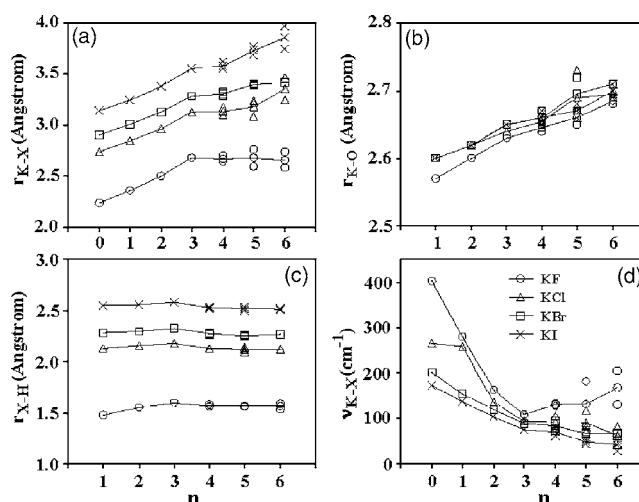 (a)
r_K-X (Angstrom)
4.0
3.5
3.0
2.5
2.0
0 1 2 3 4 5 6
(b)
r_K-O (Angstrom)
2.8
2.7
2.6
2.5
1 2 3 4 5 6
(c)
r_X-H (Angstrom)
3.0
2.5
2.0
1.5
1.0
1 2 3 4 5 6
n
(d)
ν_K-X (cm⁻¹)
400
300
200
100
0
0 1 2 3 4 5 6
n
KF
KCl
KBr
KI